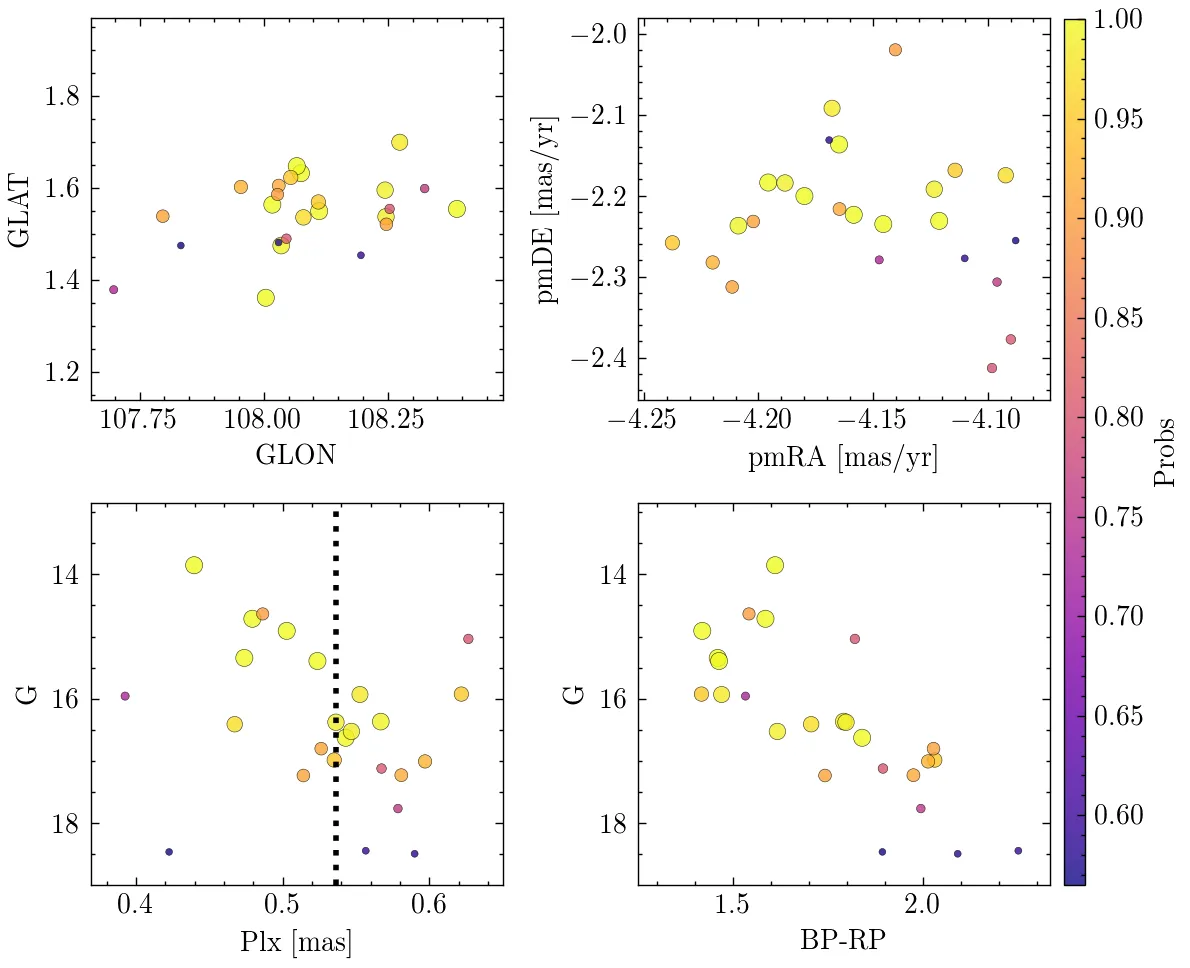 1.8
1.6
1.4
1.2
GLAT
107.75 108.00 108.25
GLON
−2.0
−2.1
−2.2
−2.3
−2.4
pmDE [mas/yr]
−4.25 −4.20 −4.15 −4.10
pmRA [mas/yr]
14
16
18
G
0.4 0.5 0.6
Plx [mas]
14
16
18
G
1.5 2.0
BP-RP
1.00
0.95
0.90
0.85
0.80
0.75
0.70
0.65
0.60
Probs